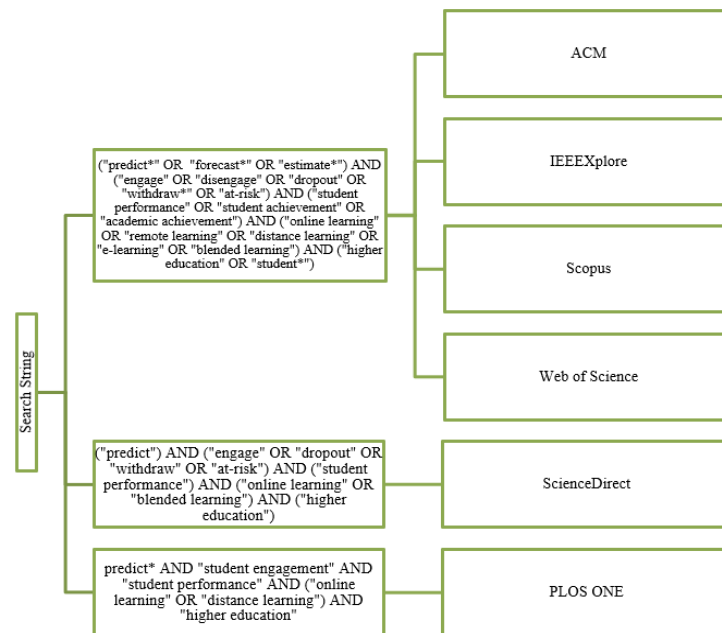 Search String
("predict*" OR "forecast*" OR "estimate*") AND
("engage" OR "disengage" OR "dropout" OR
"withdraw*" OR "at-risk") AND ("student
performance" OR "student achievement" OR
"academic achievement") AND ("online learning"
OR "remote learning" OR "distance learning" OR
"e-learning" OR "blended learning") AND ("higher
education" OR "student*")
ACM
IEEEXplore
Scopus
Web of Science
("predict") AND ("engage" OR "dropout" OR
"withdraw" OR "at-risk") AND ("student
performance") AND ("online learning" OR
"blended learning") AND ("higher
education")
ScienceDirect
predict* AND "student engagement" AND
"student performance" AND ("online
learning" OR "distance learning") AND
"higher education"
PLOS ONE